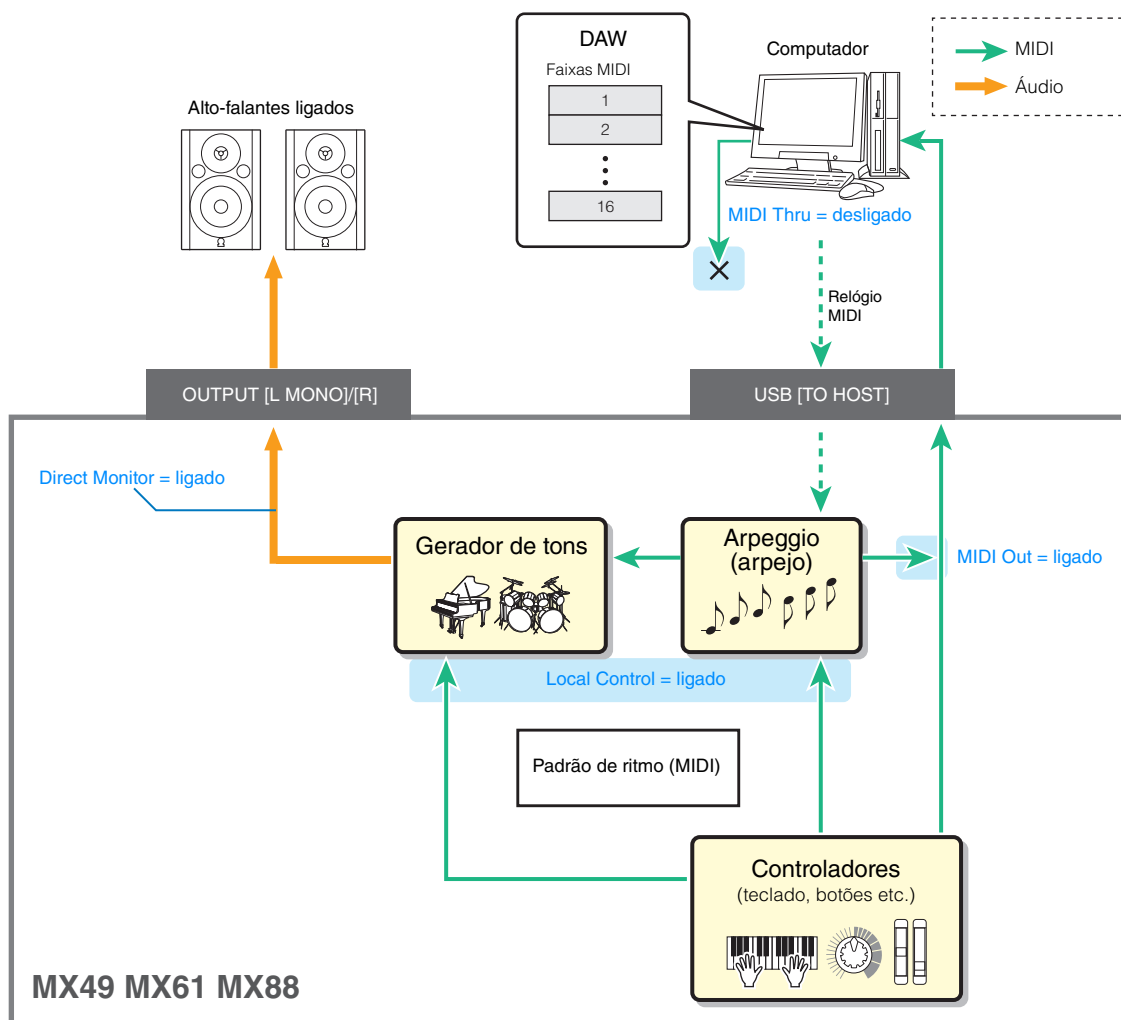 DAW
Faixas MIDI
1
2
16
Computador
MIDI
Áudio
Alto-falantes ligados
MIDI Thru = desligado
Relógio
MIDI
OUTPUT [L MONO]/[R]
USB [TO HOST]
Direct Monitor = ligado
Gerador de tons
Arpeggio
(arpejo)
MIDI Out = ligado
Local Control = ligado
Padrão de ritmo (MIDI)
Controladores
(teclado, botões etc.)
MX49 MX61 MX88